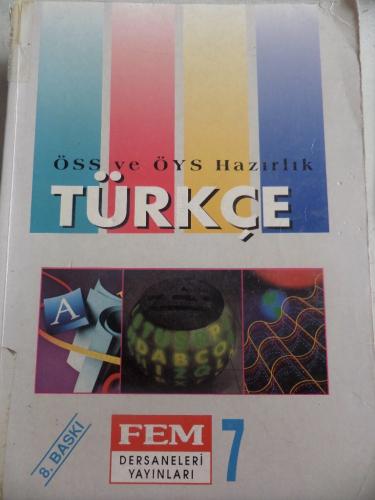 ÖSS ve ÖYS Hazırlık
TÜRKÇE
A
8. BASKI
FEM
DERSANELERİ
YAYINLARI
7